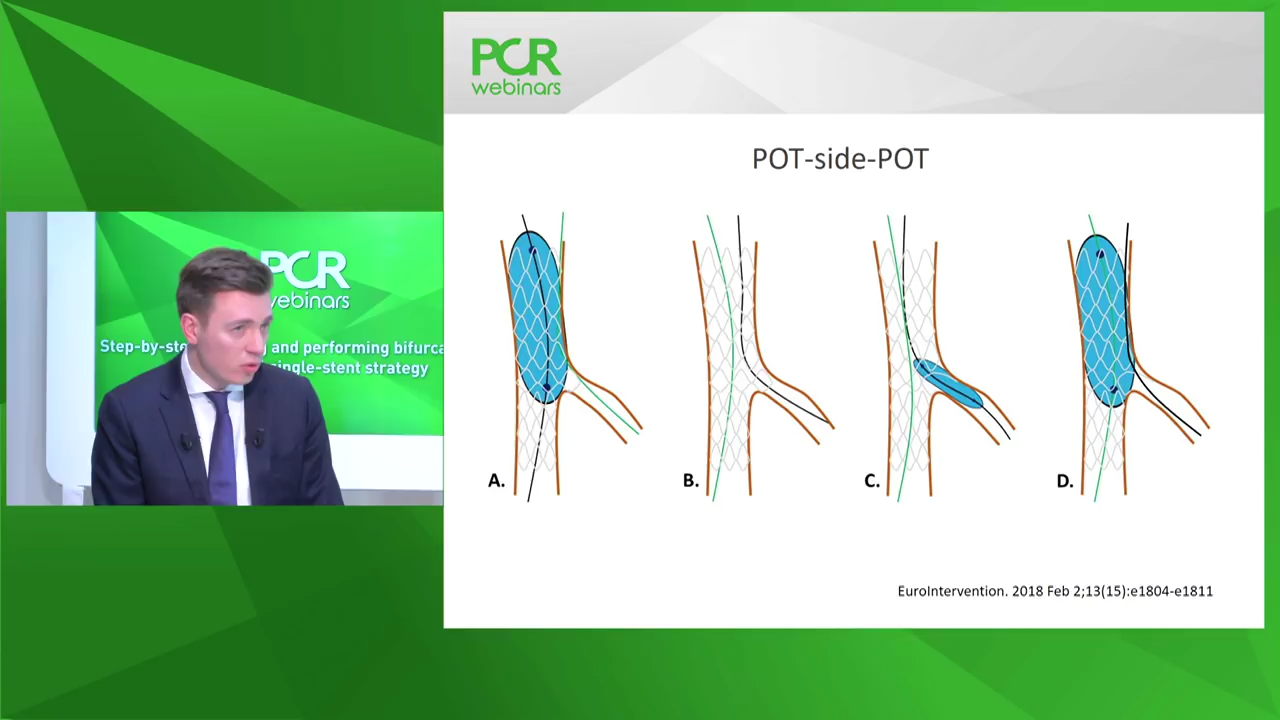 PCR
webinars
POT-side-POT
PCR
webinars
Step-by-ste and performing bifurca
ingle-stent strategy
A.
B.
C.
D.
EuroIntervention. 2018 Feb 2;13(15):e1804-e1811